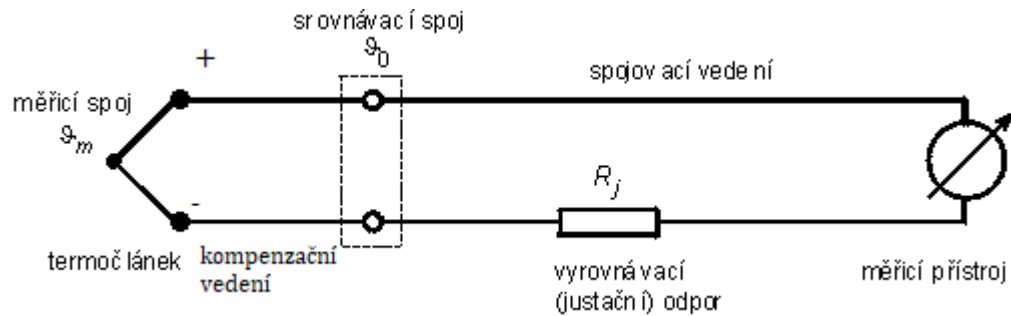 srovnávací spoj
ϑ0
+
spojovací vedení
měřicí spoj
ϑm
Rj
-
termočlánek
kompenzační
vedení
vyrovnávací
(justační) odpor
měřicí přístroj